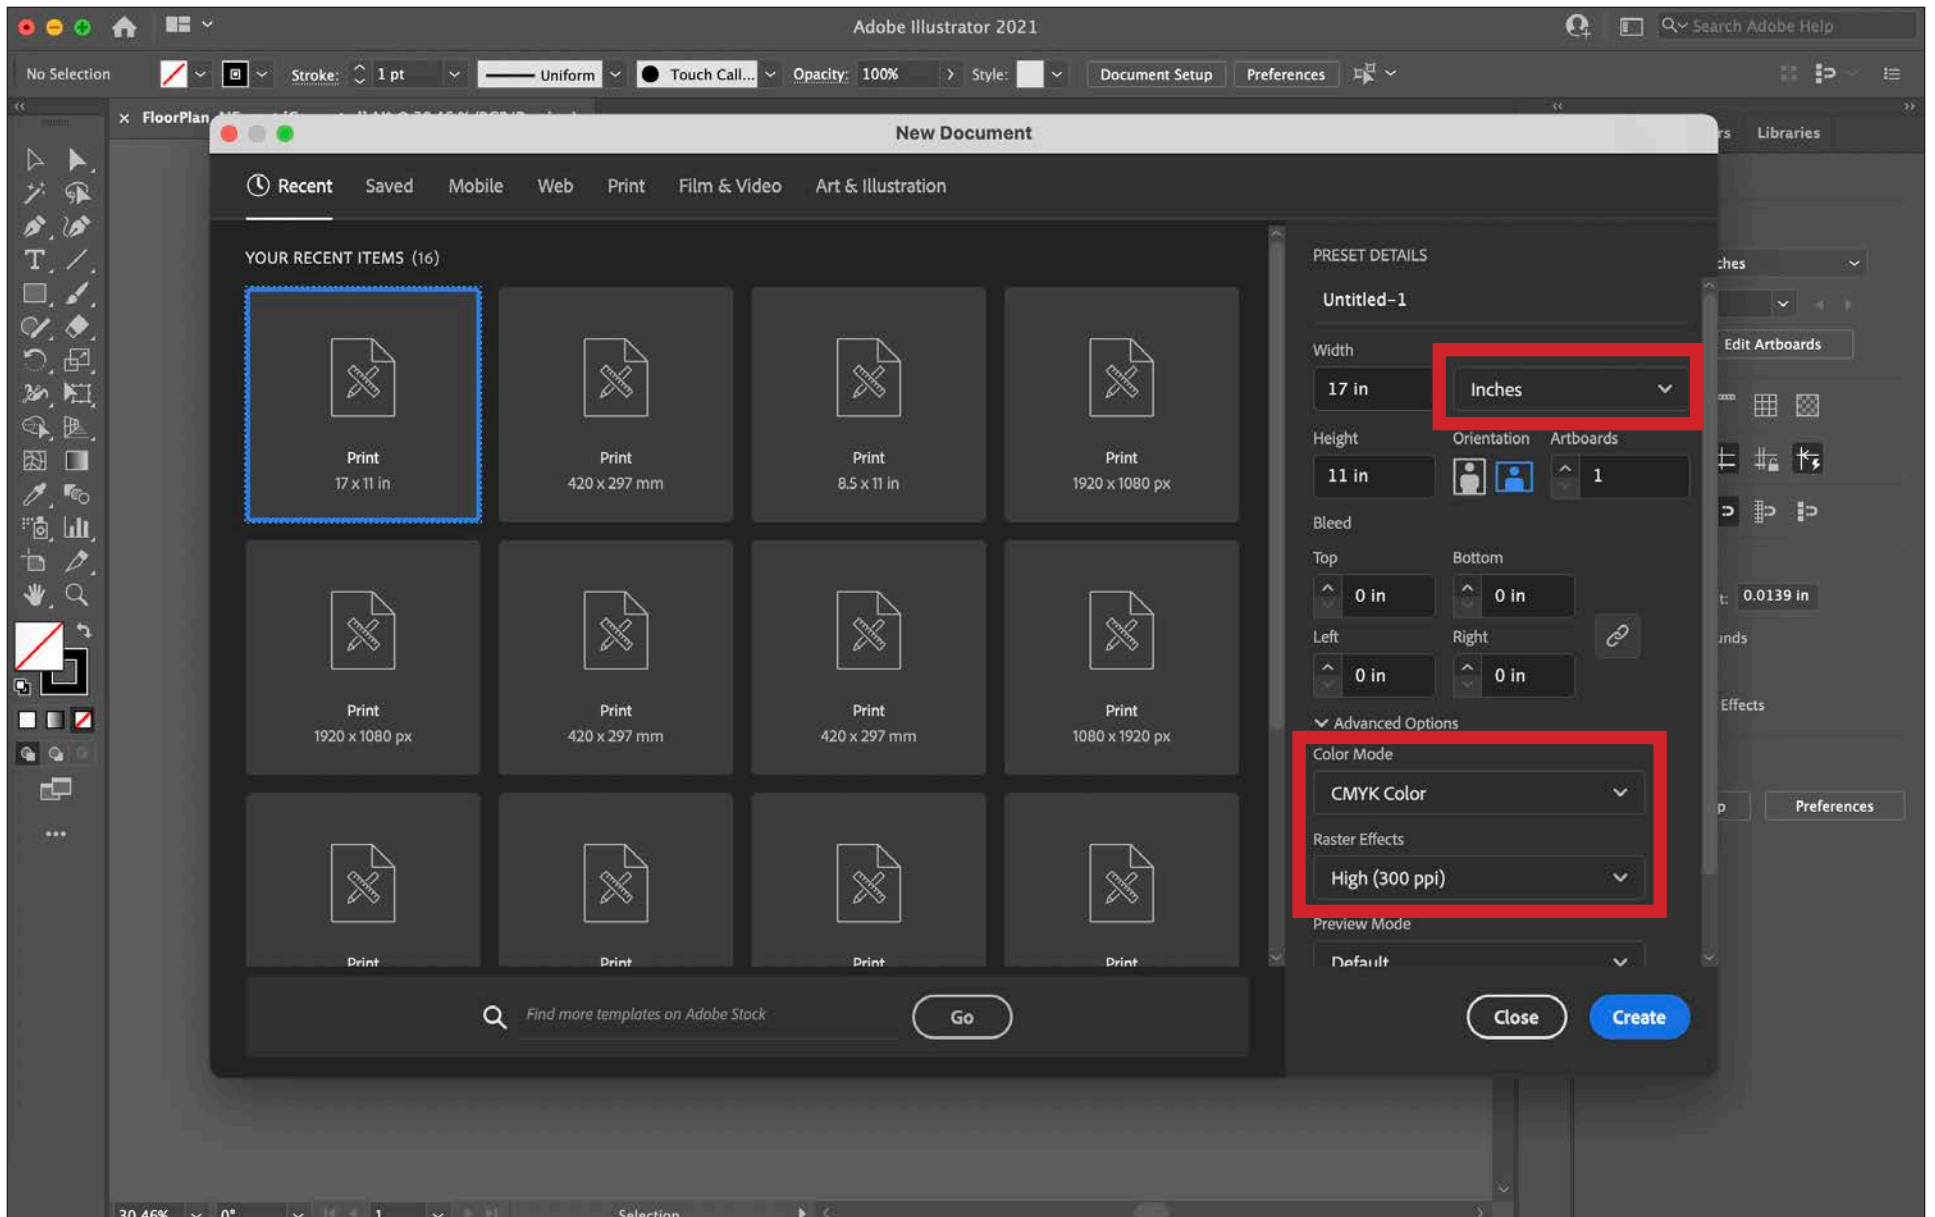 Adobe Illustrator 2021
Search Adobe Help
No Selection
Stroke:
1 pt
Uniform
Touch Call...
Opacity:
100%
Style:
Document Setup
Preferences
× FloorPlan
New Document
Libraries
Recent
Saved
Mobile
Web
Print
Film & Video
Art & Illustration
YOUR RECENT ITEMS (16)
Print
17 x 11 in
Print
420 x 297 mm
Print
8.5 x 11 in
Print
1920 x 1080 px
Print
1920 x 1080 px
Print
420 x 297 mm
Print
420 x 297 mm
Print
1080 x 1920 px
Print
Print
Print
Print
Find more templates on Adobe Stock
Go
PRESET DETAILS
Untitled-1
Width
17 in
Inches
Height
Orientation
Artboards
11 in
1
Bleed
Top
Bottom
0 in
0 in
Left
Right
0 in
0 in
Advanced Options
Color Mode
CMYK Color
Raster Effects
High (300 ppi)
Preview Mode
Default
Close
Create
Edit Artboards
0.0139 in
Effects
Preferences
30.46%
0°
1
Selection